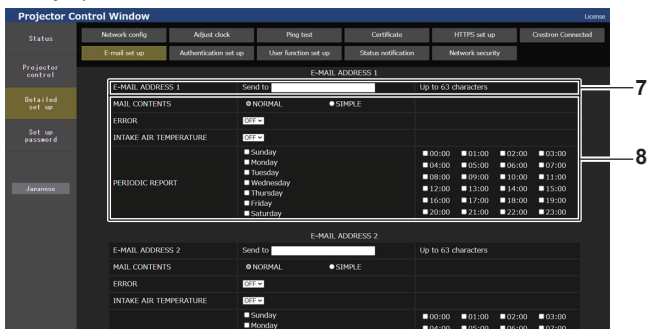 Projector Control Window License
Status Network config Adjust clock Ping test Certificate HTTPS set up Crestron Connected
E-mail set up Authentication set up User function set up Status notification Network security
Projector
control
Detailed
set up
Set up
password
Japanese
E-MAIL ADDRESS 1
E-MAIL ADDRESS 1 Send to Up to 63 characters 7
MAIL CONTENTS NORMAL SIMPLE
ERROR OFF
INTAKE AIR TEMPERATURE OFF
8
PERIODIC REPORT
Sunday 00:00 01:00 02:00 03:00
Monday 04:00 05:00 06:00 07:00
Tuesday 08:00 09:00 10:00 11:00
Wednesday 12:00 13:00 14:00 15:00
Thursday 16:00 17:00 18:00 19:00
Friday 20:00 21:00 22:00 23:00
Saturday
E-MAIL ADDRESS 2
E-MAIL ADDRESS 2 Send to Up to 63 characters
MAIL CONTENTS NORMAL SIMPLE
ERROR OFF
INTAKE AIR TEMPERATURE OFF
Sunday 00:00 01:00 02:00 03:00
Monday 04:00 05:00 06:00 07:00